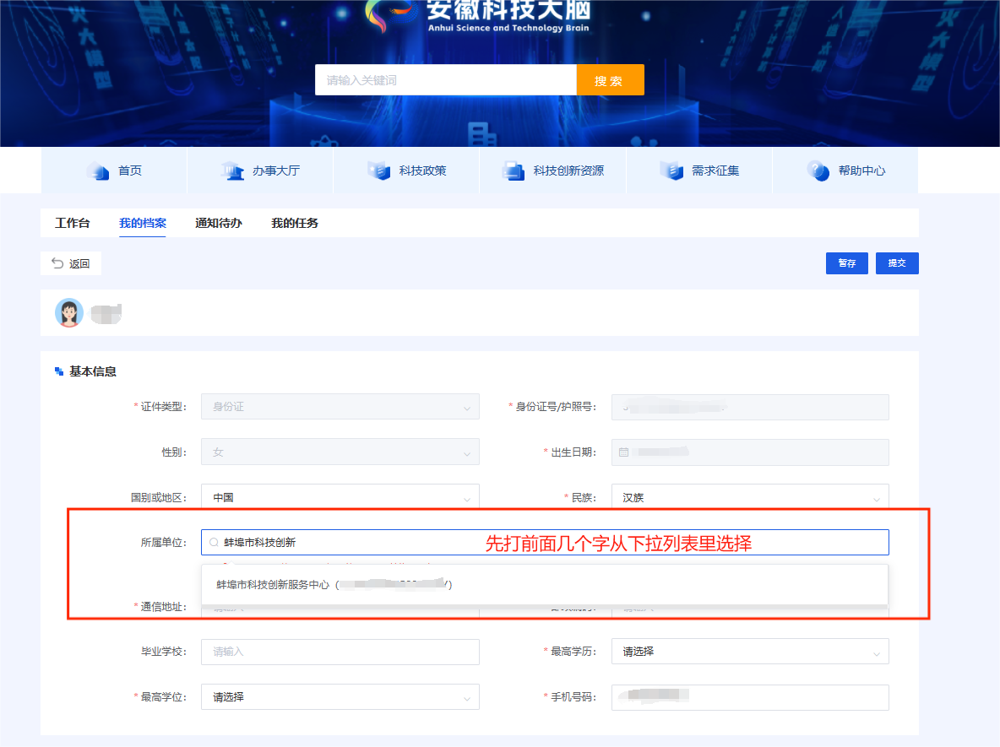 安徽科技大脑
Anhui Science and Technology Brain
请输入关键词 搜 索
首页 办事大厅 科技政策 科技创新资源 需求征集 帮助中心
工作台 我的档案 通知待办 我的任务
返回 暂存 提交
基本信息
* 证件类型: 身份证 * 身份证号/护照号:
性别: 女 * 出生日期:
国别或地区: 中国 * 民族: 汉族
所属单位: 蚌埠市科技创新 先打前面几个字从下拉列表里选择
蚌埠市科技创新服务中心 ( )
* 通信地址:
毕业学校: 请输入 * 最高学历: 请选择
* 最高学位: 请选择 * 手机号码: